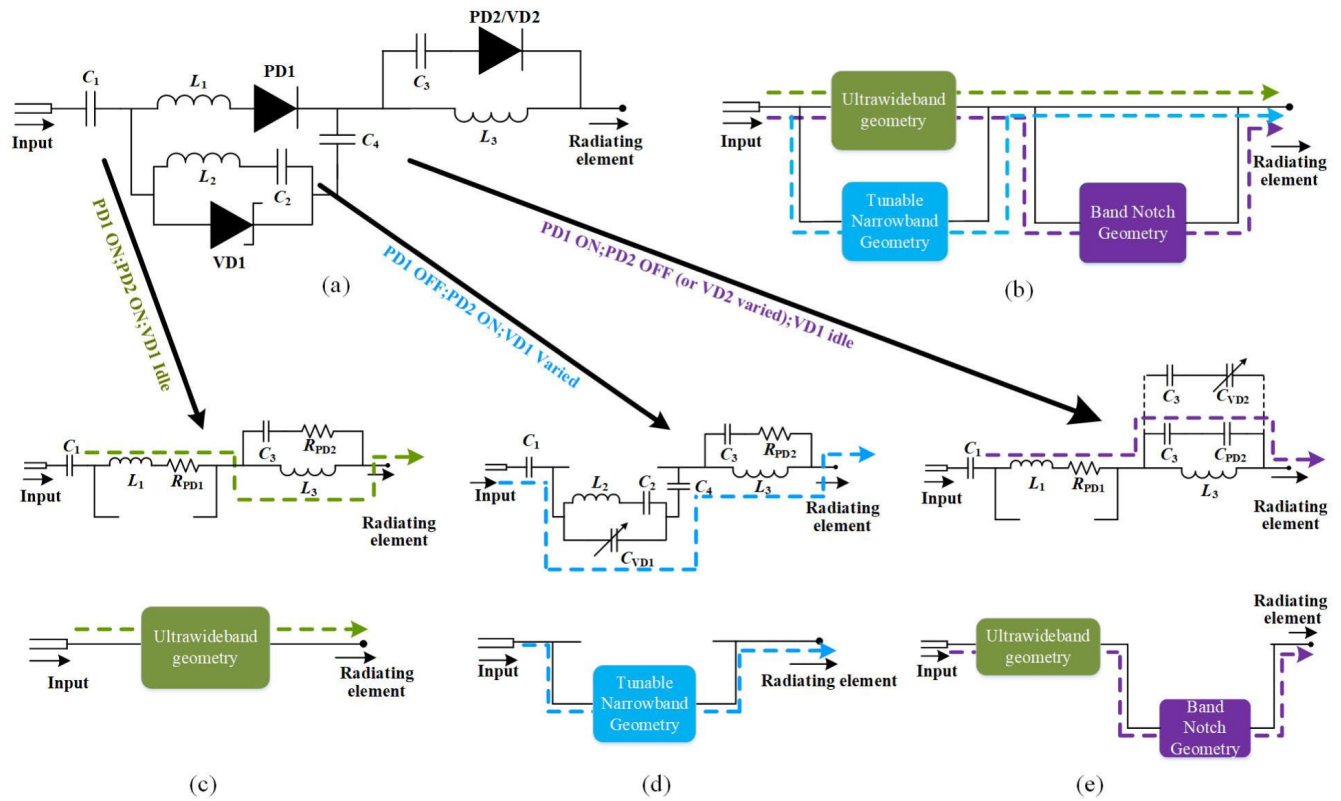 PD2/VD2
C3
L3
C1
L1
PD1
Input
C4
Radiating
element
L2
C2
VD1
(a)
Ultrawideband
geometry
Input
Radiating
element
Tunable
Narrowband
Geometry
Band Notch
Geometry
(b)
PD1 ON;PD2 ON;VD1 Idle
PD1 OFF;PD2 ON;VD1 Varied
PD1 ON;PD2 OFF (or VD2 varied);VD1 idle
C1
L1
RPD1
C3
RPD2
L3
Input
Radiating
element
C1
Input
L2
C2
CVD1
C4
C3
RPD2
L3
Radiating
element
C3
CVD2
C1
C3
CPD2
Input
L1
RPD1
L3
Radiating
element
Ultrawideband
geometry
Input
Radiating
element
(c)
Input
Tunable
Narrowband
Geometry
Radiating element
(d)
Ultrawideband
geometry
Input
Radiating
element
Band
Notch
Geometry
(e)